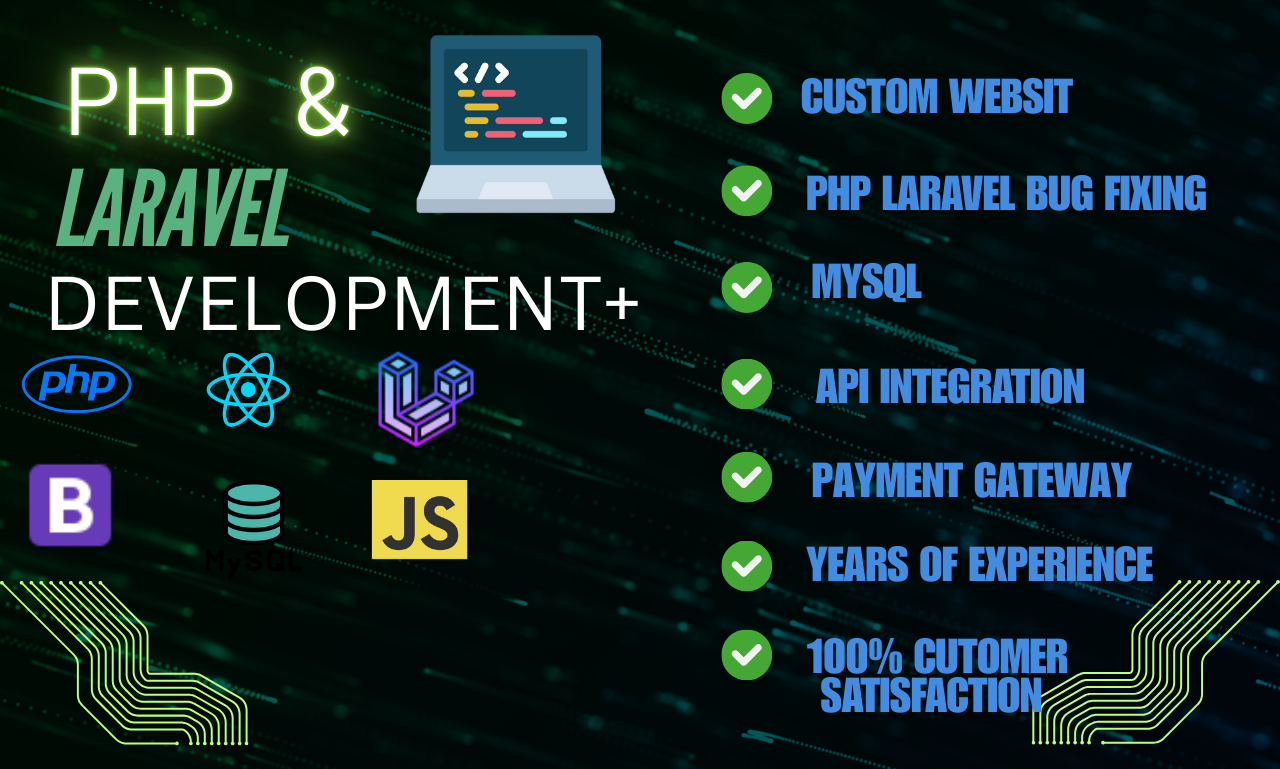 PHP &
LARAVEL
DEVELOPMENT+
</>
php
B
MySQL
JS
CUSTOM WEBSIT
PHP LARAVEL BUG FIXING
MYSQL
API INTEGRATION
PAYMENT GATEWAY
YEARS OF EXPERIENCE
100% CUTOMER
SATISFACTION